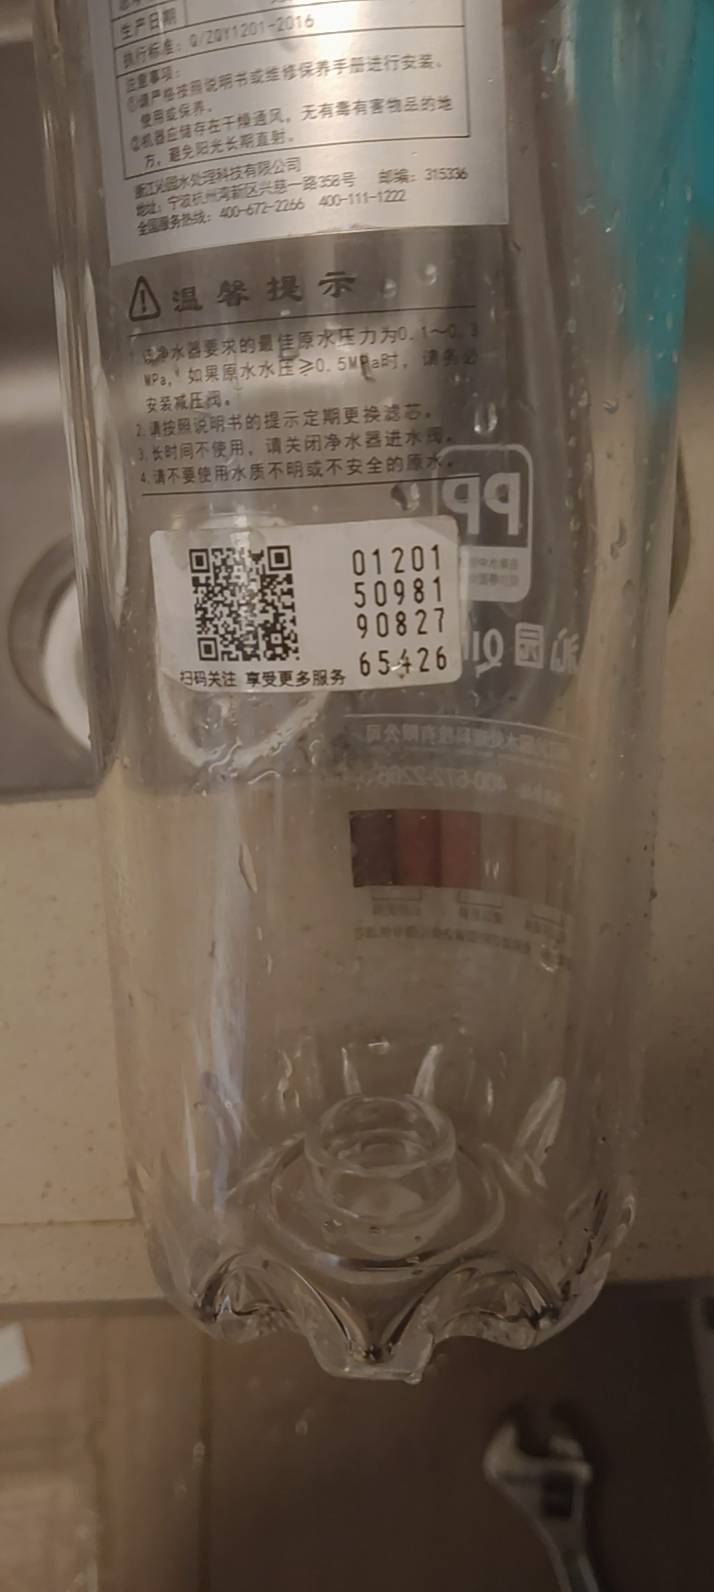 生产日期
执行标准：Q/ZQY1201-2016
注意事项：
①请严格按照说明书或维修保养手册进行安装、
使用或保养。
②机器应储存在干燥通风，无有毒有害物品的地
方，避免阳光长期直射。
浙江沁园水处理科技有限公司
地址：宁波杭州湾新区兴慈一路358号 邮编：315336
全国服务热线：400-672-2266 400-111-1222
温馨提示
1.该净水器要求的最佳原水压力为0.1～0.3
MPa，如果原水水压≥0.5MPa时，请务必
安装减压阀。
2.请按照说明书的提示定期更换滤芯。
3.长时间不使用，请关闭净水器进水阀。
4.请不要使用水质不明或不安全的原水。
PP
01201
50981
90827
65426
扫码关注 享受更多服务
沁园
水处理科技有限公司
400-672-2266